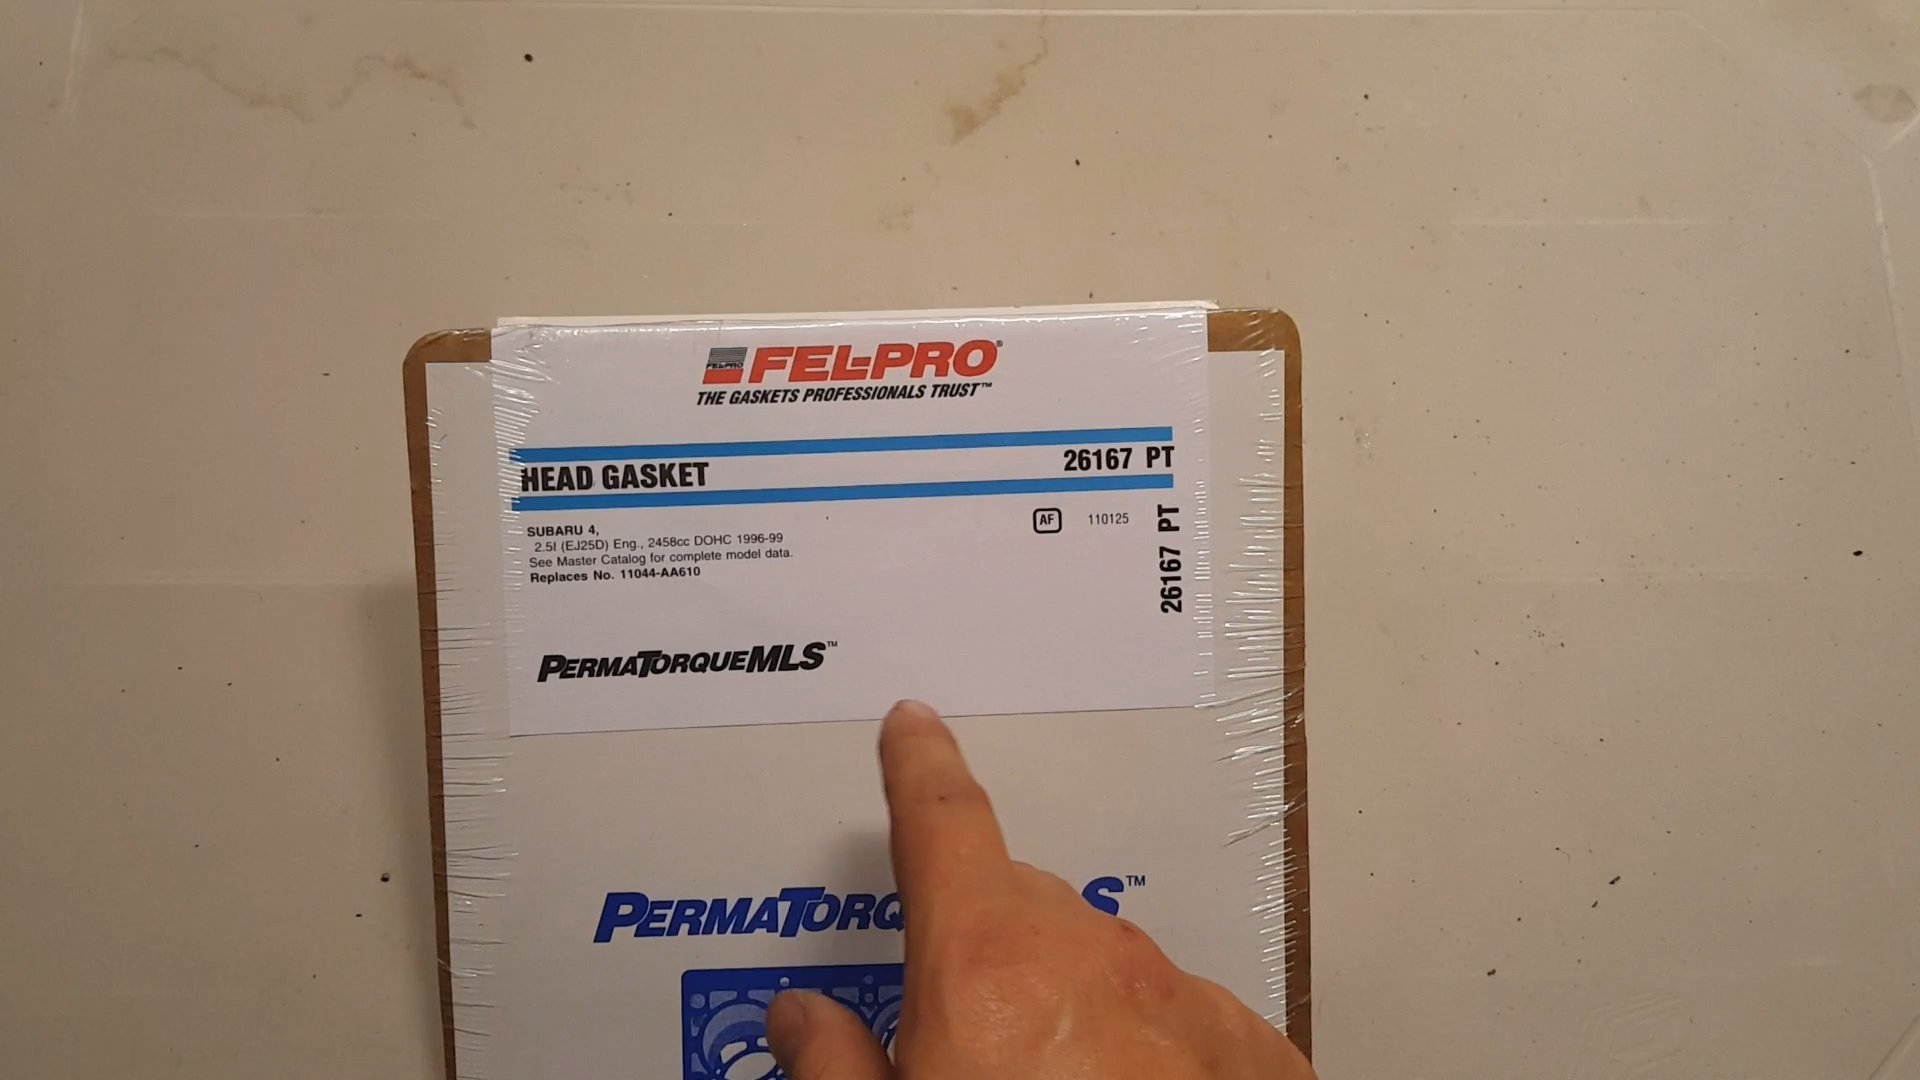 FEL-PRO
FEL-PRO®
THE GASKETS PROFESSIONALS TRUST™
HEAD GASKET
26167 PT
SUBARU 4,
2.5l (EJ25D) Eng., 2458cc DOHC 1996-99
See Master Catalog for complete model data.
Replaces No. 11044-AA610
AF
110125
26167 PT
PERMATORQUEMLS™
PERMATORQ S™